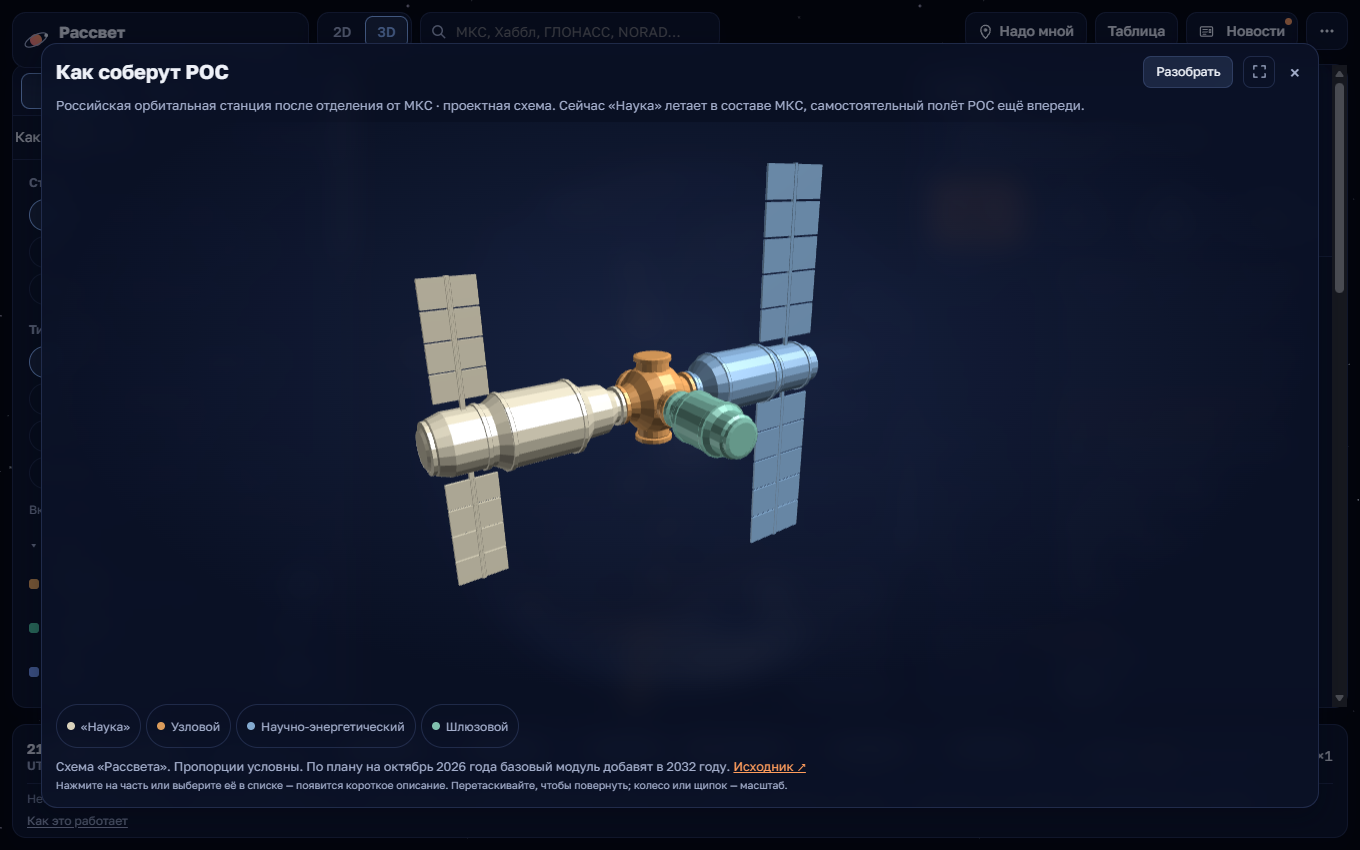 Рассвет
2D
3D
МКС, Хаббл, ГЛОНАСС, NORAD...
Надо мной
Таблица
Новости
Как соберут РОС
Разобрать
Российская орбитальная станция после отделения от МКС · проектная схема. Сейчас «Наука» летает в составе МКС, самостоятельный полёт РОС ещё впереди.
Как
«Наука»
Узловой
Научно-энергетический
Шлюзовой
Схема «Рассвета». Пропорции условны. По плану на октябрь 2026 года базовый модуль добавят в 2032 году. Исходник ↗
Нажмите на часть или выберите её в списке — появится короткое описание. Перетаскивайте, чтобы повернуть; колесо или щипок — масштаб.
×1
Как это работает